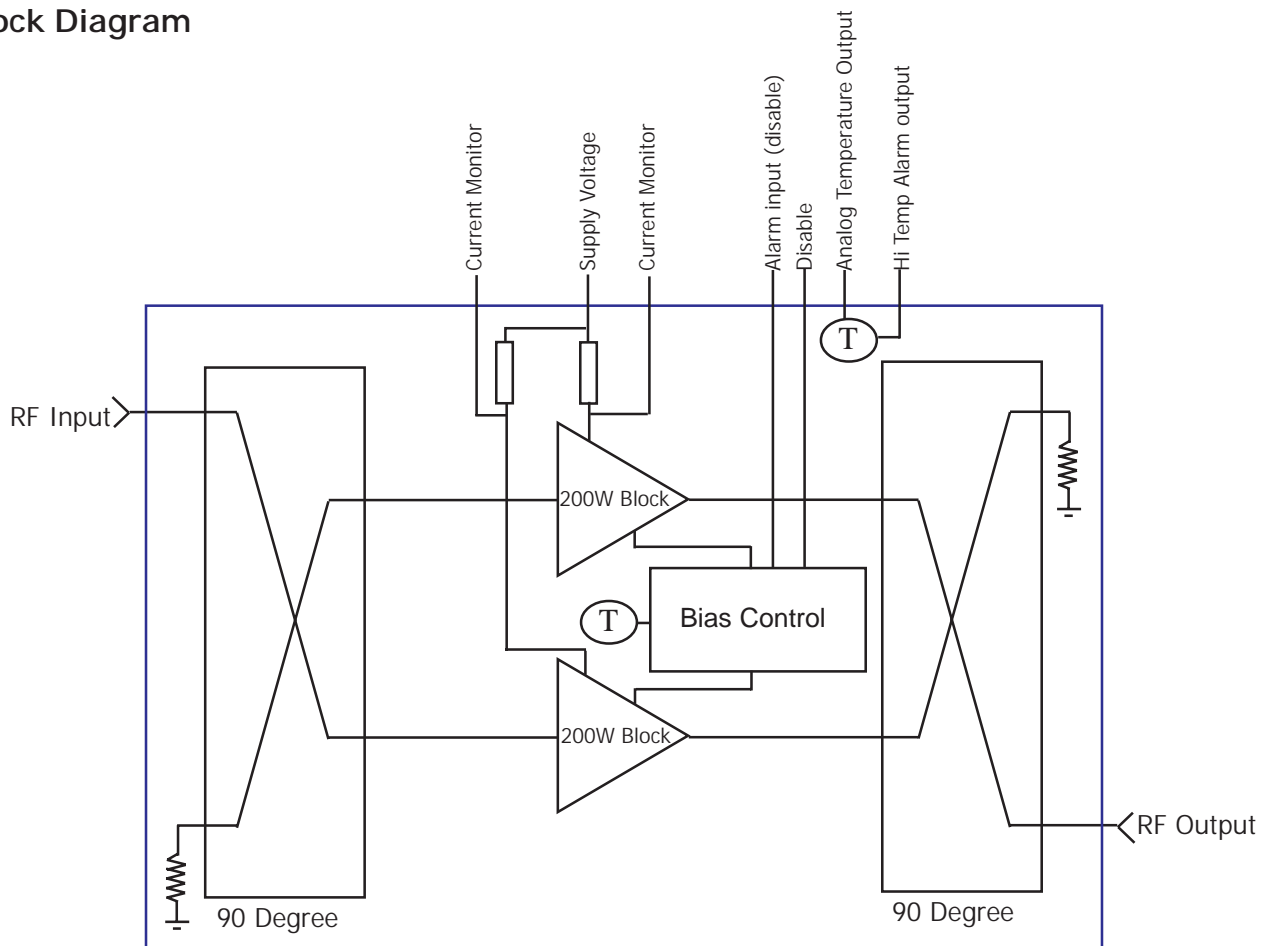 ock Diagram
Current Monitor
Supply Voltage
Current Monitor
Alarm input (disable)
Disable
Analog Temperature Output
Hi Temp Alarm output
T
RF Input
200W Block
T
Bias Control
200W Block
RF Output
90 Degree
90 Degree